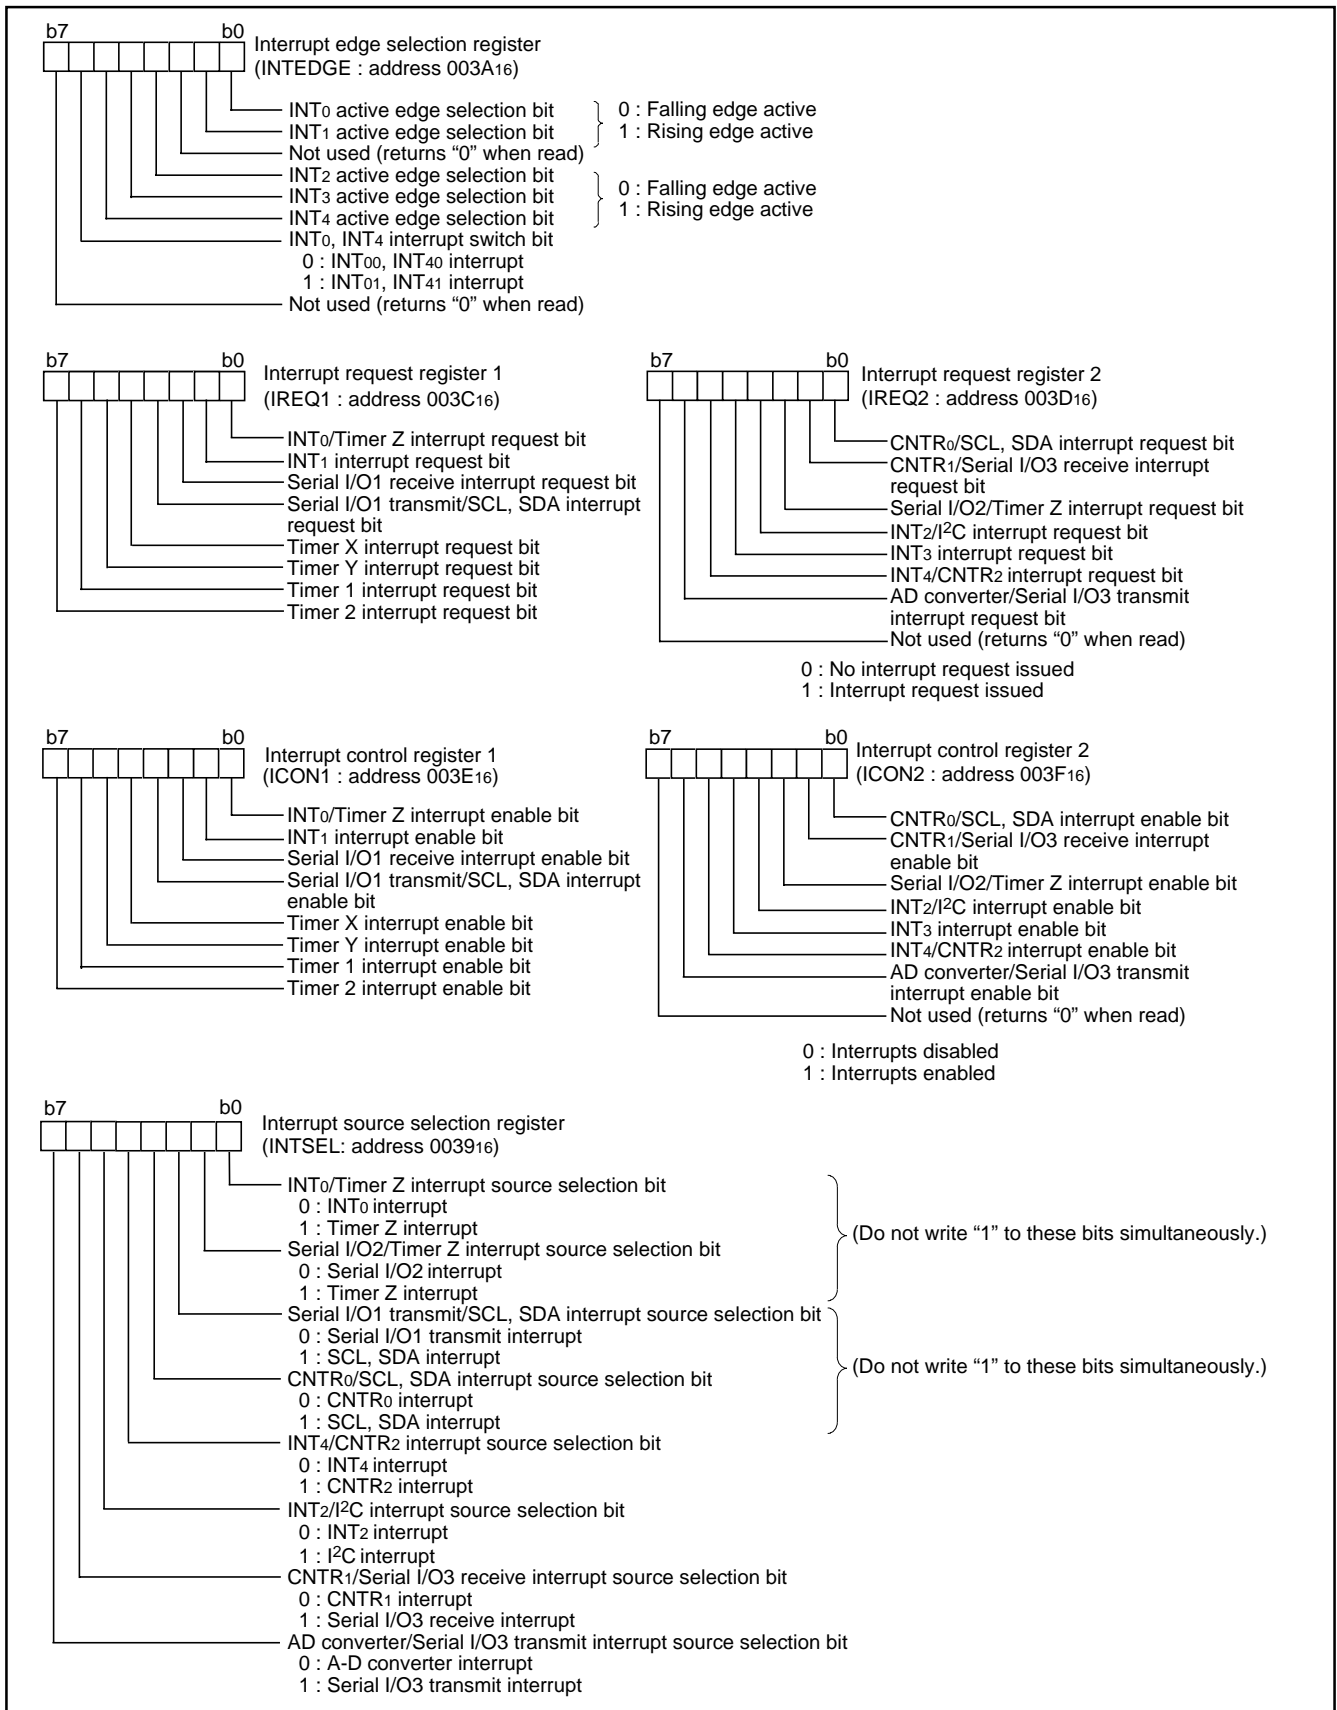 b7 b0
Interrupt edge selection register
(INTEDGE : address 003A16)
INT0 active edge selection bit
INT1 active edge selection bit
0 : Falling edge active
1 : Rising edge active
Not used (returns “0” when read)
INT2 active edge selection bit
INT3 active edge selection bit
INT4 active edge selection bit
0 : Falling edge active
1 : Rising edge active
INT0, INT4 interrupt switch bit
0 : INT00, INT40 interrupt
1 : INT01, INT41 interrupt
Not used (returns “0” when read)
b7 b0
Interrupt request register 1
(IREQ1 : address 003C16)
INT0/Timer Z interrupt request bit
INT1 interrupt request bit
Serial I/O1 receive interrupt request bit
Serial I/O1 transmit/SCL, SDA interrupt
request bit
Timer X interrupt request bit
Timer Y interrupt request bit
Timer 1 interrupt request bit
Timer 2 interrupt request bit
b7 b0
Interrupt request register 2
(IREQ2 : address 003D16)
CNTR0/SCL, SDA interrupt request bit
CNTR1/Serial I/O3 receive interrupt
request bit
Serial I/O2/Timer Z interrupt request bit
INT2/I2C interrupt request bit
INT3 interrupt request bit
INT4/CNTR2 interrupt request bit
AD converter/Serial I/O3 transmit
interrupt request bit
Not used (returns “0” when read)
0 : No interrupt request issued
1 : Interrupt request issued
b7 b0
Interrupt control register 1
(ICON1 : address 003E16)
INT0/Timer Z interrupt enable bit
INT1 interrupt enable bit
Serial I/O1 receive interrupt enable bit
Serial I/O1 transmit/SCL, SDA interrupt
enable bit
Timer X interrupt enable bit
Timer Y interrupt enable bit
Timer 1 interrupt enable bit
Timer 2 interrupt enable bit
b7 b0
Interrupt control register 2
(ICON2 : address 003F16)
CNTR0/SCL, SDA interrupt enable bit
CNTR1/Serial I/O3 receive interrupt
enable bit
Serial I/O2/Timer Z interrupt enable bit
INT2/I2C interrupt enable bit
INT3 interrupt enable bit
INT4/CNTR2 interrupt enable bit
AD converter/Serial I/O3 transmit
interrupt enable bit
Not used (returns “0” when read)
0 : Interrupts disabled
1 : Interrupts enabled
b7 b0
Interrupt source selection register
(INTSEL: address 003916)
INT0/Timer Z interrupt source selection bit
0 : INT0 interrupt
1 : Timer Z interrupt
Serial I/O2/Timer Z interrupt source selection bit
0 : Serial I/O2 interrupt
1 : Timer Z interrupt
(Do not write “1” to these bits simultaneously.)
Serial I/O1 transmit/SCL, SDA interrupt source selection bit
0 : Serial I/O1 transmit interrupt
1 : SCL, SDA interrupt
CNTR0/SCL, SDA interrupt source selection bit
0 : CNTR0 interrupt
1 : SCL, SDA interrupt
(Do not write “1” to these bits simultaneously.)
INT4/CNTR2 interrupt source selection bit
0 : INT4 interrupt
1 : CNTR2 interrupt
INT2/I2C interrupt source selection bit
0 : INT2 interrupt
1 : I2C interrupt
CNTR1/Serial I/O3 receive interrupt source selection bit
0 : CNTR1 interrupt
1 : Serial I/O3 receive interrupt
AD converter/Serial I/O3 transmit interrupt source selection bit
0 : A-D converter interrupt
1 : Serial I/O3 transmit interrupt